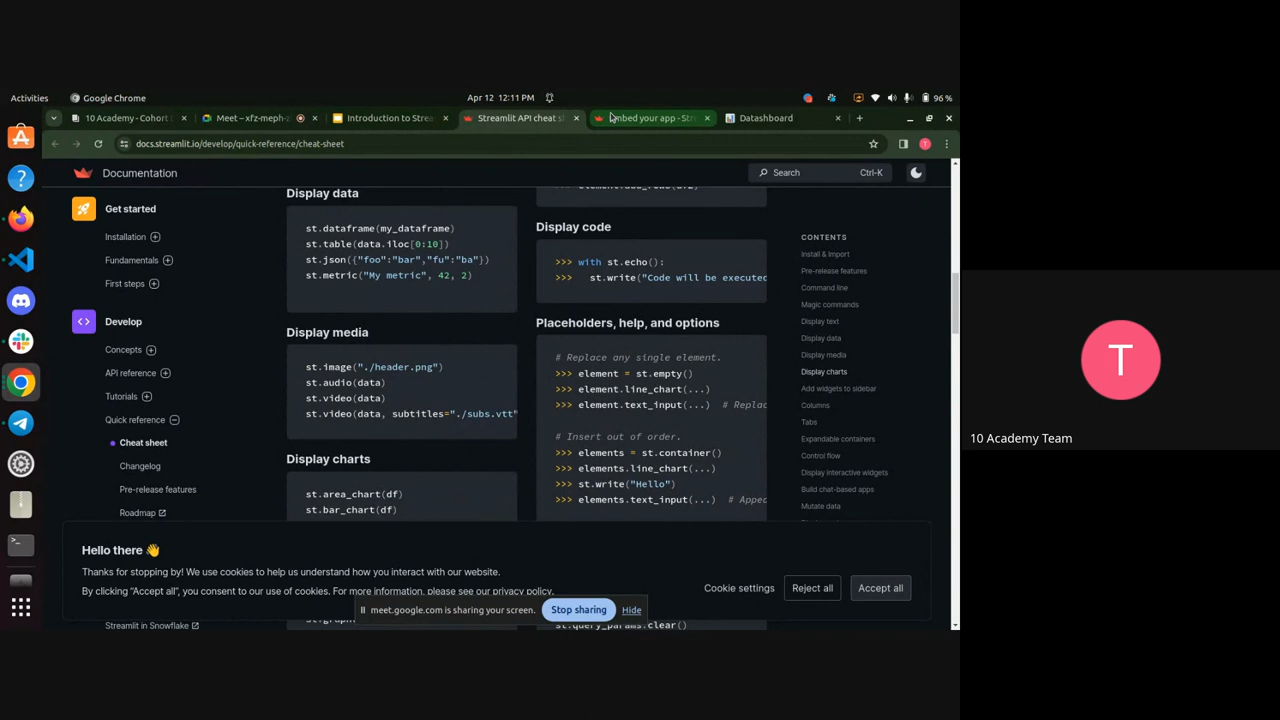 Activities
Google Chrome
Apr 12 12:11 PM
96 %
10 Academy - Cohort
Meet – xfz-meph-z
Introduction to Strea
Streamlit API cheat s
Embed your app - Stre
Datashboard
docs.streamlit.io/develop/quick-reference/cheat-sheet
T
Documentation
Search
Ctrl-K
Get started
Installation
Fundamentals
First steps
Develop
Concepts
API reference
Tutorials
Quick reference
Cheat sheet
Changelog
Pre-release features
Roadmap
Streamlit in Snowflake
Display data
st.dataframe(my_dataframe)
st.table(data.iloc[0:10])
st.json({"foo":"bar","fu":"ba"})
st.metric("My metric", 42, 2)
Display media
st.image("./header.png")
st.audio(data)
st.video(data)
st.video(data, subtitles="./subs.vtt"
Display charts
st.area_chart(df)
st.bar_chart(df)
Display code
>>> with st.echo():
>>> st.write("Code will be executed
Placeholders, help, and options
# Replace any single element.
>>> element = st.empty()
>>> element.line_chart(...)
>>> element.text_input(...) # Replac
# Insert out of order.
>>> elements = st.container()
>>> elements.line_chart(...)
>>> st.write("Hello")
>>> elements.text_input(...) # Appea
st.query_params.clear()
CONTENTS
Install & Import
Pre-release features
Command line
Magic commands
Display text
Display data
Display media
Display charts
Add widgets to sidebar
Columns
Tabs
Expandable containers
Control flow
Display interactive widgets
Build chat-based apps
Mutate data
Hello there 👋
Thanks for stopping by! We use cookies to help us understand how you interact with our website.
By clicking "Accept all", you consent to our use of cookies. For more information, please see our privacy policy.
Cookie settings
Reject all
Accept all
meet.google.com is sharing your screen.
Stop sharing
Hide
T
10 Academy Team